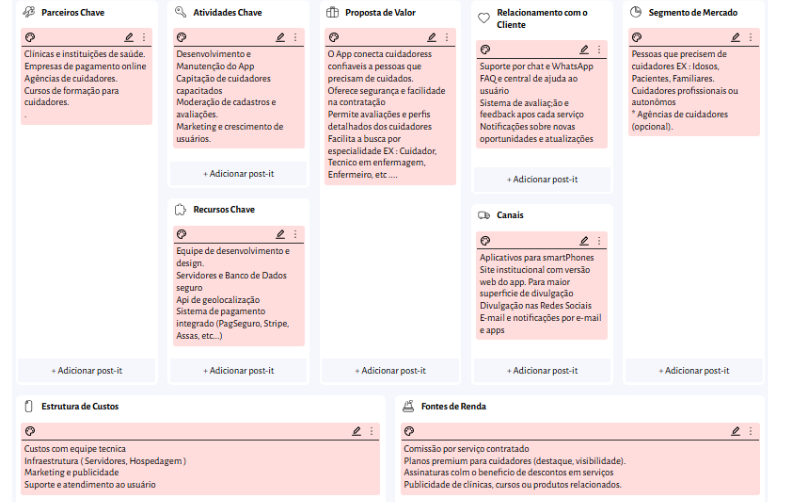 Parceiros Chave
Clínicas e instituições de saúde.
Empresas de pagamento online
Agências de cuidadores.
Cursos de formação para
cuidadores.
.
+ Adicionar post-it
Atividades Chave
Desenvolvimento e
Manutenção do App
Capitação de cuidadores
capacitados
Moderação de cadastros e
avaliações.
Marketing e crescimento de
usuários.
+ Adicionar post-it
Recursos Chave
Equipe de desenvolvimento e
design.
Servidores e Banco de Dados
seguro
Api de geolocalização
Sistema de pagamento
integrado (PagSeguro, Stripe,
Assas, etc...)
+ Adicionar post-it
Proposta de Valor
O App conecta cuidadoress
confiaveis a pessoas que
precisam de cuidados.
Oferece segurança e facilidade
na contratação
Permite avaliações e perfis
detalhados dos cuidadores
Facilita a busca por
especialidade EX : Cuidador,
Tecnico em enfermagem,
Enfermeiro, etc ....
+ Adicionar post-it
Relacionamento com o
Cliente
Suporte por chat e WhatsApp
FAQ e central de ajuda ao
usuário
Sistema de avaliação e
feedback apos cada serviço
Notificações sobre novas
oportunidades e atualizações
+ Adicionar post-it
Canais
Aplicativos para smartPhones
Site institucional com versão
web do app. Para maior
superficie de divulgação
Divulgação nas Redes Sociais
E-mail e notificações por e-mail
e apps
+ Adicionar post-it
Segmento de Mercado
Pessoas que precisem de
cuidadores EX : Idosos,
Pacientes, Familiares.
Cuidadores profissionais ou
autonômos
* Agências de cuidadores
(opcional).
+ Adicionar post-it
Estrutura de Custos
Custos com equipe tecnica
Infraestrutura ( Servidores, Hospedagem )
Marketing e publicidade
Suporte e atendimento ao usuário
Fontes de Renda
Comissão por serviço contratado
Planos premium para cuidadores (destaque, visibilidade).
Assinaturas colm o beneficio de descontos em serviços
Publicidade de clínicas, cursos ou produtos relacionados.